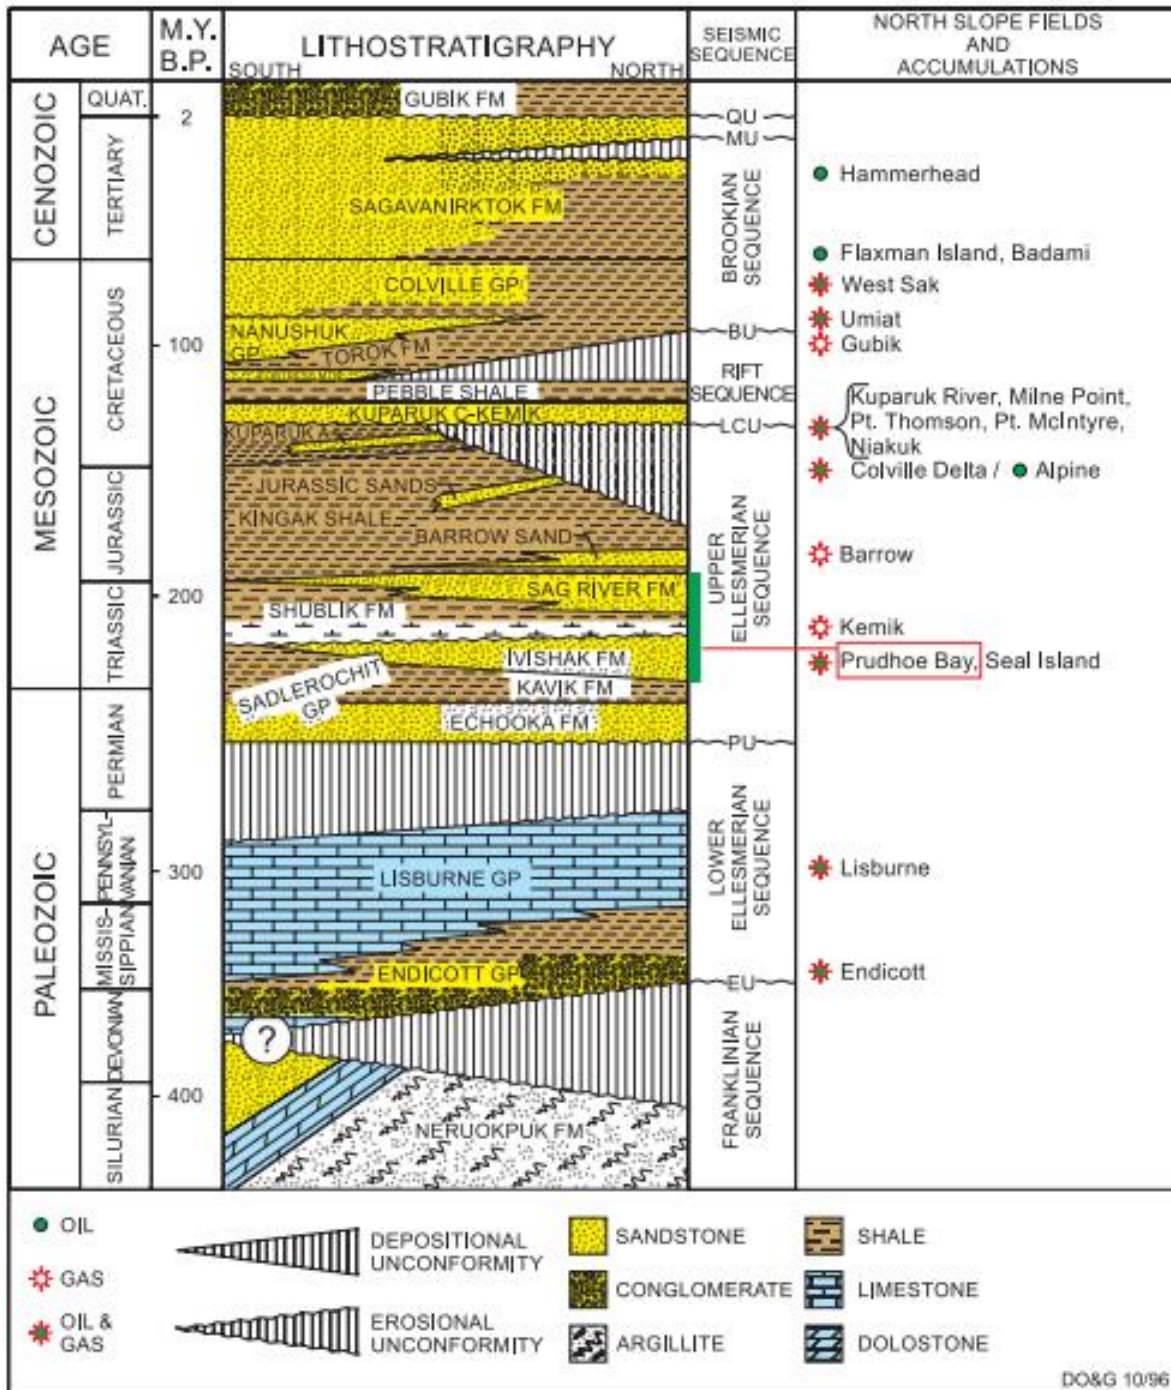 AGE
M.Y.
B.P.
LITHOSTRATIGRAPHY
SOUTH
NORTH
SEISMIC
SEQUENCE
NORTH SLOPE FIELDS
AND
ACCUMULATIONS
CENOZOIC
MESOZOIC
PALEOZOIC
QUAT.
TERTIARY
CRETACEOUS
JURASSIC
TRIASSIC
PERMIAN
PENNSYL-
VANIAN
MISSIS-
SIPPIAN
DEVONIAN
SILURIAN
2
100
200
300
400
GUBIK FM
SAGAVANIRKTOK FM
COLVILLE GP
NANUSHUK
GP
TOROK FM
PEBBLE SHALE
KUPARUK C-KEMIK
KUPARUK A
JURASSIC SANDS
KINGAK SHALE
BARROW SAND
SAG RIVER FM
SHUBLIK FM
IVISHAK FM
KAVIK FM
SADLEROCHIT
GP
ECHOOKA FM
LISBURNE GP
ENDICOTT GP
?
NERUOKPUK FM
QU
MU
BROOKIAN
SEQUENCE
BU
RIFT
SEQUENCE
LCU
UPPER
ELLESMERIAN
SEQUENCE
PU
LOWER
ELLESMERIAN
SEQUENCE
EU
FRANKLINIAN
SEQUENCE
Hammerhead
Flaxman Island, Badami
West Sak
Umiat
Gubik
Kuparuk River, Milne Point,
Pt. Thomson, Pt. McIntyre,
Niakuk
Colville Delta / Alpine
Barrow
Kemik
Prudhoe Bay, Seal Island
Lisburne
Endicott
OIL
GAS
OIL &
GAS
DEPOSITIONAL
UNCONFORMITY
EROSIONAL
UNCONFORMITY
SANDSTONE
CONGLOMERATE
ARGILLITE
SHALE
LIMESTONE
DOLOSTONE
DO&G 10/96